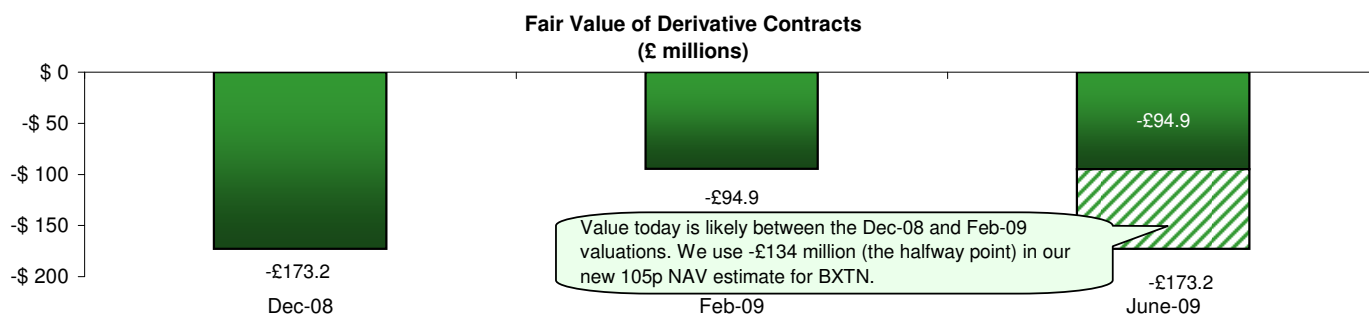 Fair Value of Derivative Contracts
(£ millions)
$ 0
-$ 50
-$ 100
-$ 150
-$ 200
-£173.2
-£94.9
-£94.9
-£173.2
Value today is likely between the Dec-08 and Feb-09
valuations. We use -£134 million (the halfway point) in our
new 105p NAV estimate for BXTN.
Dec-08
Feb-09
June-09